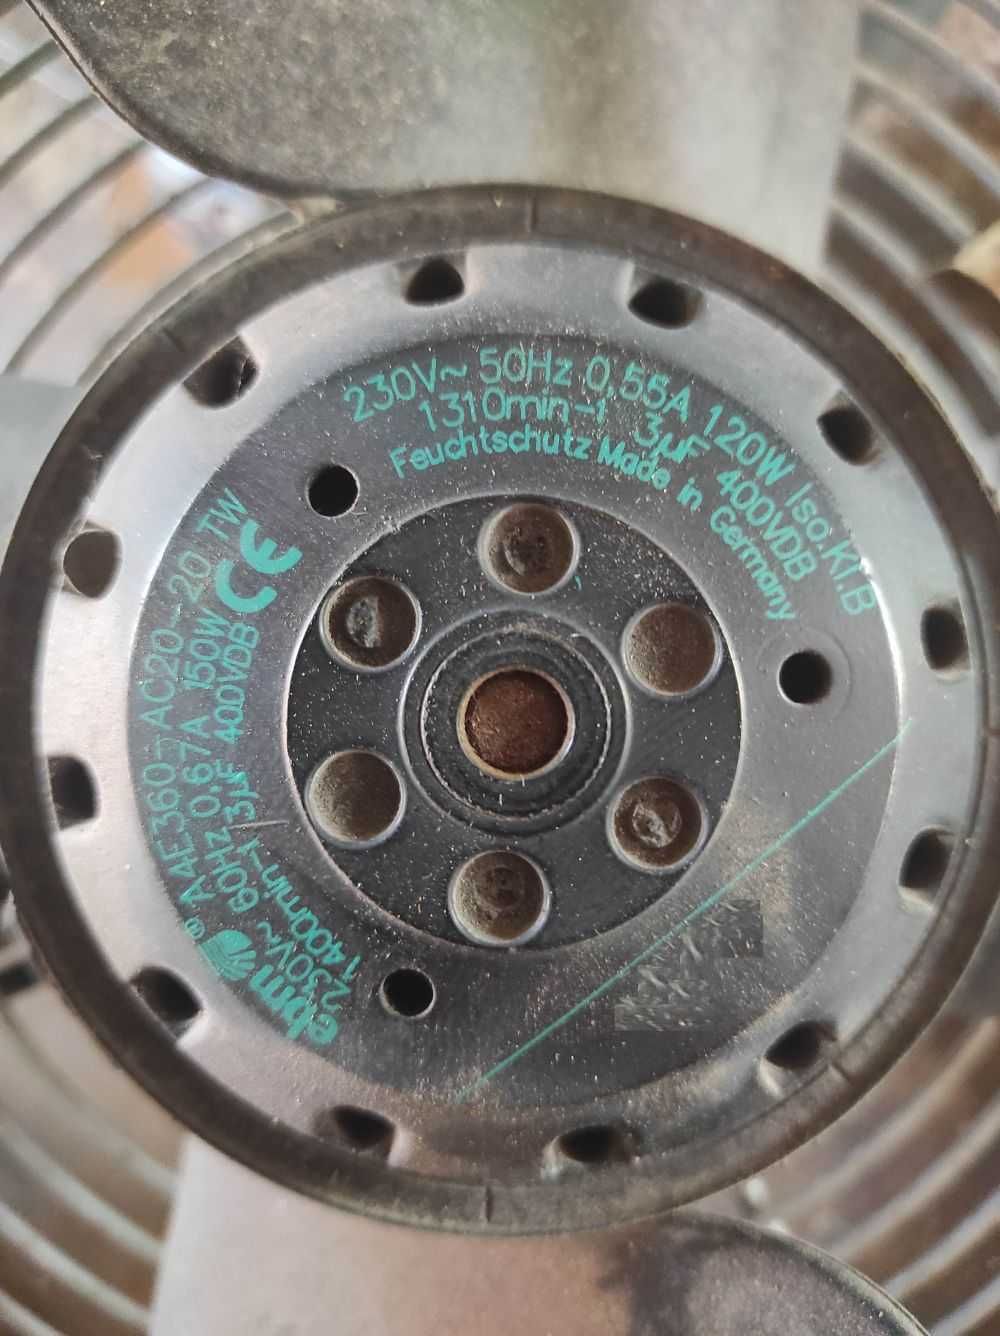 ebm ® A4E360-AC20-20 TW
230V~ 60Hz 0.67A 150W CE
1400min-1 3µF 400VDB
230V~ 50Hz 0.55A 120W Iso.Kl.B
1310min-1 3µF 400VDB
Feuchtschutz Made in Germany